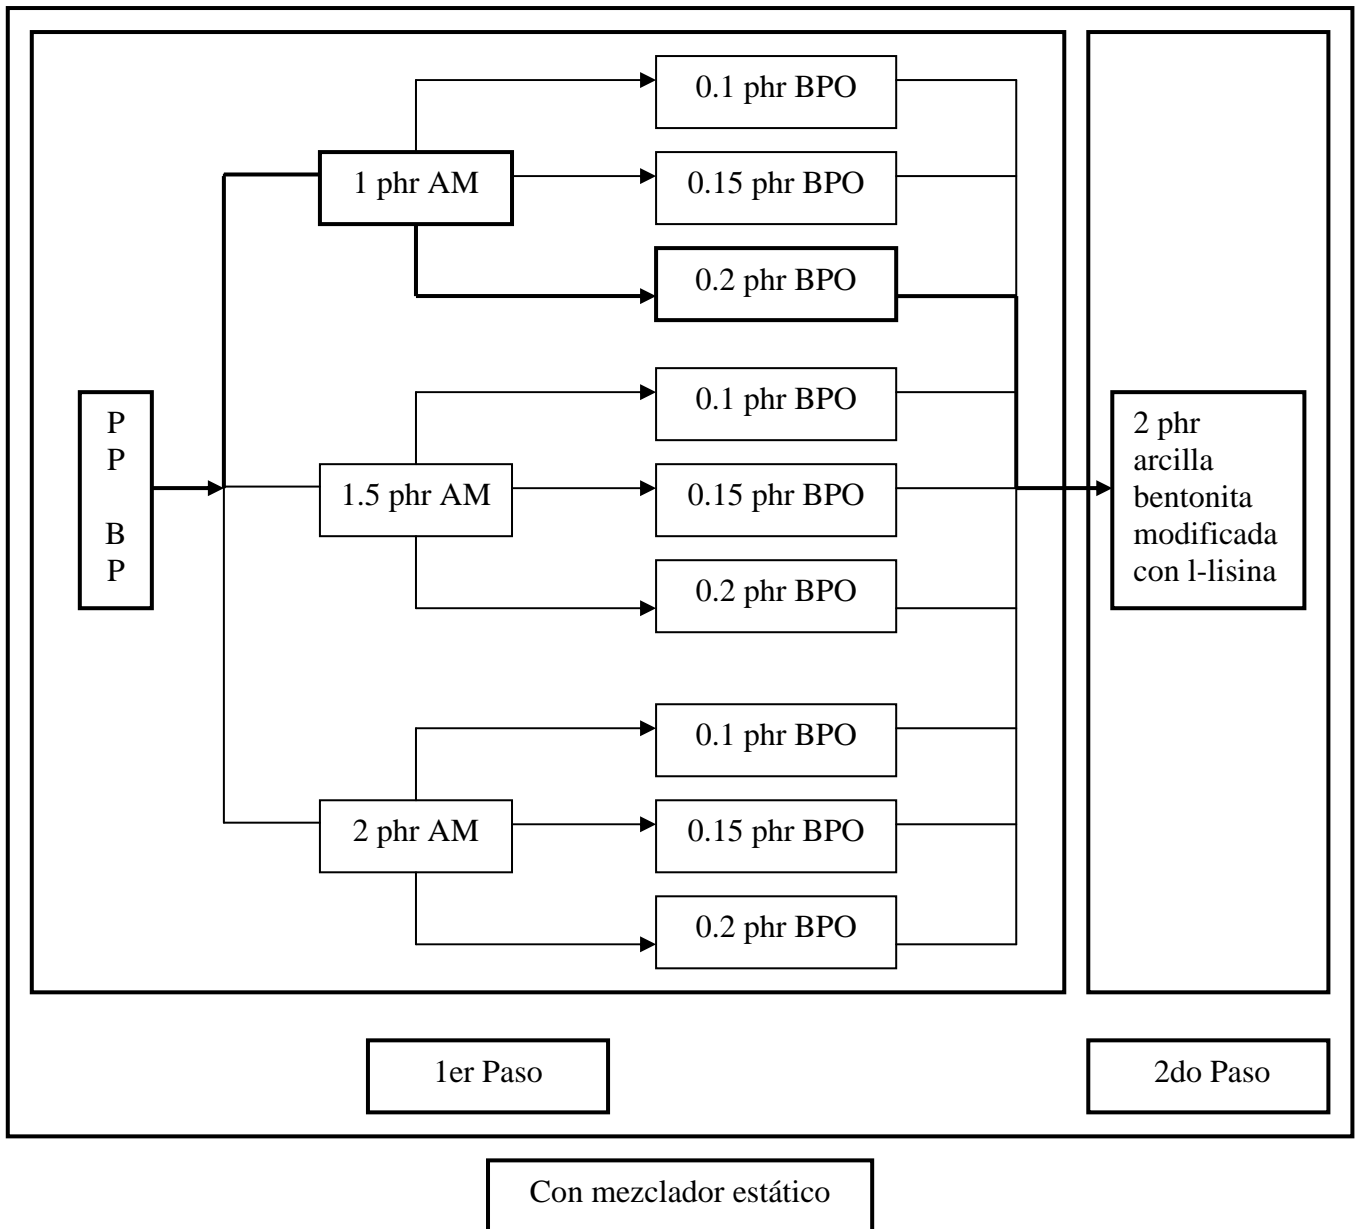 0.1 phr BPO
1 phr AM
0.15 phr BPO
0.2 phr BPO
P
P
B
P
0.1 phr BPO
1.5 phr AM
0.15 phr BPO
0.2 phr BPO
2 phr
arcilla
bentonita
modificada
con l-lisina
0.1 phr BPO
2 phr AM
0.15 phr BPO
0.2 phr BPO
1er Paso
2do Paso
Con mezclador estático